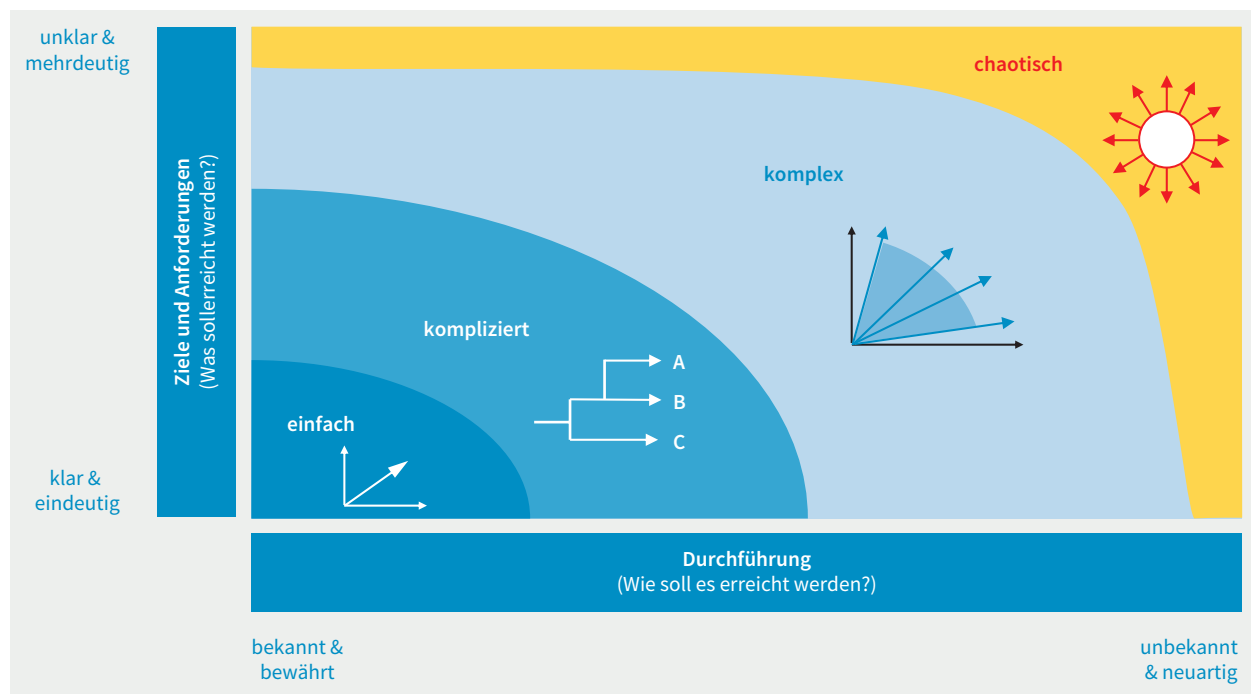 unklar &
mehrdeutig
Ziele und Anforderungen
(Was sollerreicht werden?)
klar &
eindeutig
chaotisch
komplex
kompliziert
A
B
C
einfach
Durchführung
(Wie soll es erreicht werden?)
bekannt &
bewährt
unbekannt
& neuartig